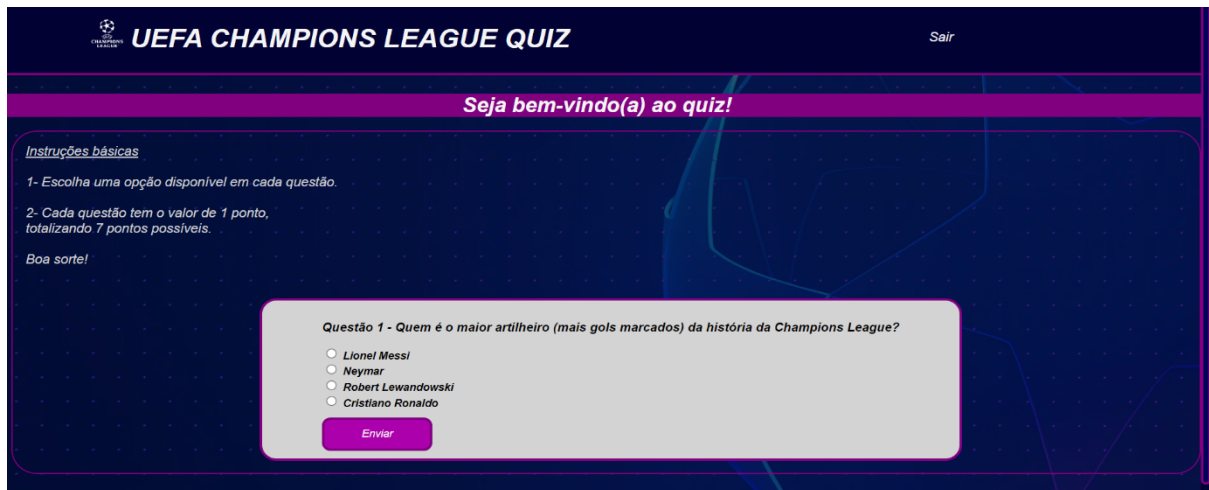 CHAMPIONS
LEAGUE
UEFA CHAMPIONS LEAGUE QUIZ
Sair
Seja bem-vindo(a) ao quiz!
Instruções básicas
1- Escolha uma opção disponível em cada questão.
2- Cada questão tem o valor de 1 ponto,
totalizando 7 pontos possíveis.
Boa sorte!
Questão 1 - Quem é o maior artilheiro (mais gols marcados) da história da Champions League?
Lionel Messi
Neymar
Robert Lewandowski
Cristiano Ronaldo
Enviar